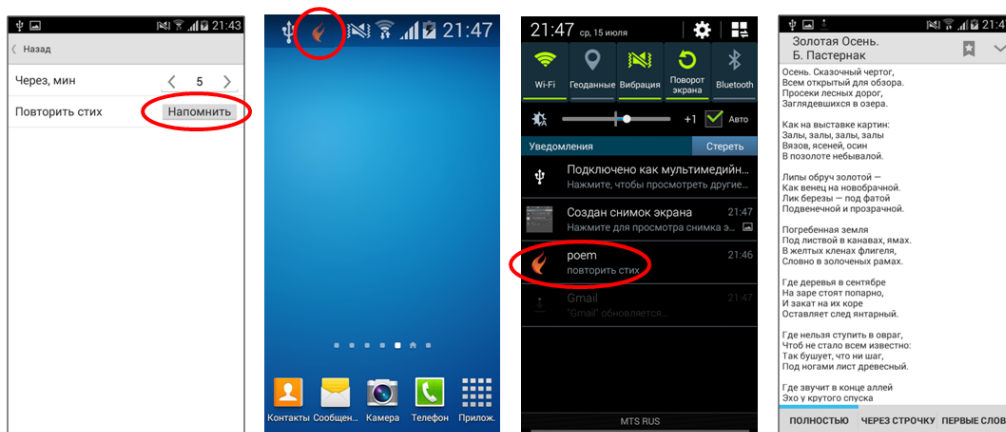 21:43
Назад
Через, мин
5
Повторить стих
Напомнить
21:47
Контакты
Сообщен...
Камера
Телефон
Прилож.
21:47 ср, 15 июля
Wi-Fi
Геоданные
Вибрация
Поворот
экрана
Bluetooth
+1
Авто
Уведомления
Стереть
Подключено как мультимедийн...
Нажмите, чтобы просмотреть другие...
Создан снимок экрана 21:47
Нажмите для просмотра снимка э...
poem 21:46
повторить стих
Gmail 21:47
"Gmail" обновляется...
MTS RUS
21:47
Золотая Осень.
Б. Пастернак
Осень. Сказочный чертог,
Всем открытый для обзора.
Просеки лесных дорог,
Заглядевшихся в озера.
Как на выставке картин:
Залы, залы, залы, залы
Вязов, ясеней, осин
В позолоте небывалой.
Липы обруч золотой —
Как венец на новобрачной.
Лик березы — под фатой
Подвенечной и прозрачной.
Погребенная земля
Под листвой в канавах, ямах.
В желтых кленах флигеля,
Словно в золоченых рамах.
Где деревья в сентябре
На заре стоят попарно,
И закат на их коре
Оставляет след янтарный.
Где нельзя ступить в овраг,
Чтоб не стало всем известно:
Так бушует, что ни шаг,
Под ногами лист древесный.
Где звучит в конце аллей
Эхо у крутого спуска
ПОЛНОСТЬЮ
ЧЕРЕЗ СТРОЧКУ
ПЕРВЫЕ СЛОВ